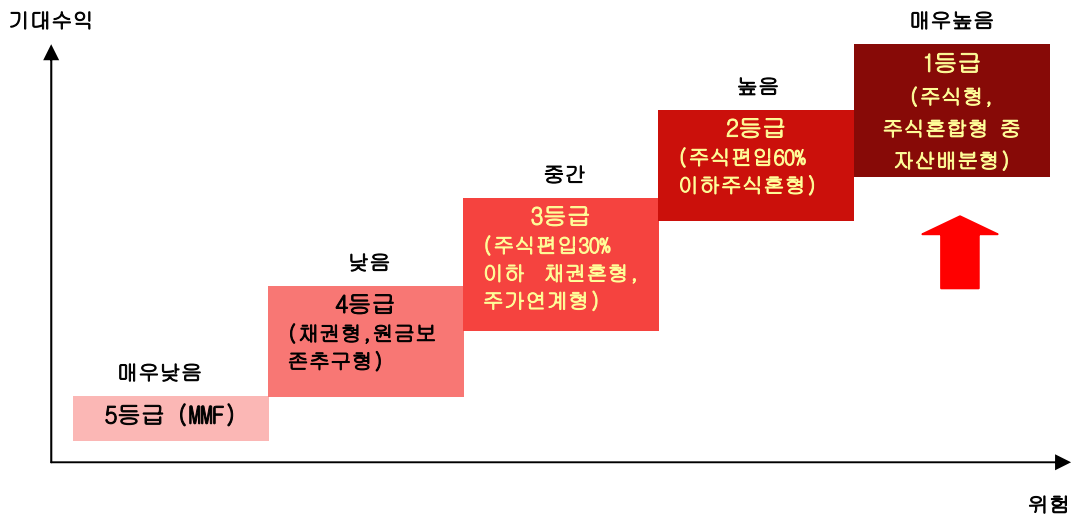 기대수익
매우높음
1등급
(주식형,
주식혼합형 중
자산배분형)
높음
2등급
(주식편입60%
이하주식혼형)
중간
3등급
(주식편입30%
이하 채권혼형,
주가연계형)
낮음
4등급
(채권형,원금보
존추구형)
매우낮음
5등급 (MMF)
위험